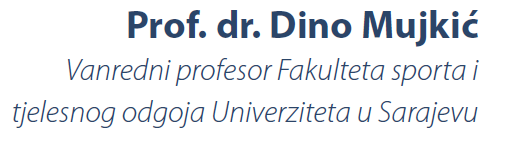 Prof. dr. Dino Mujkić
Vanredni profesor Fakulteta sporta i
tjelesnog odgoja Univerziteta u Sarajevu